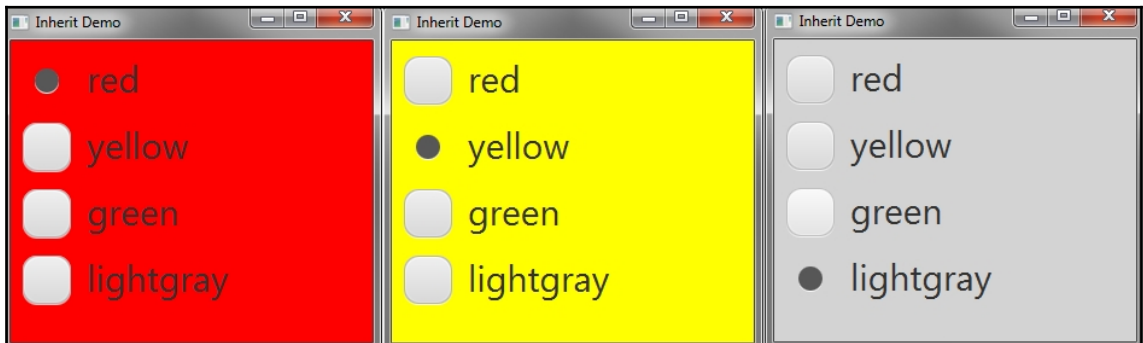 Inherit Demo
red
yellow
green
lightgray
Inherit Demo
red
yellow
green
lightgray
Inherit Demo
red
yellow
green
lightgray